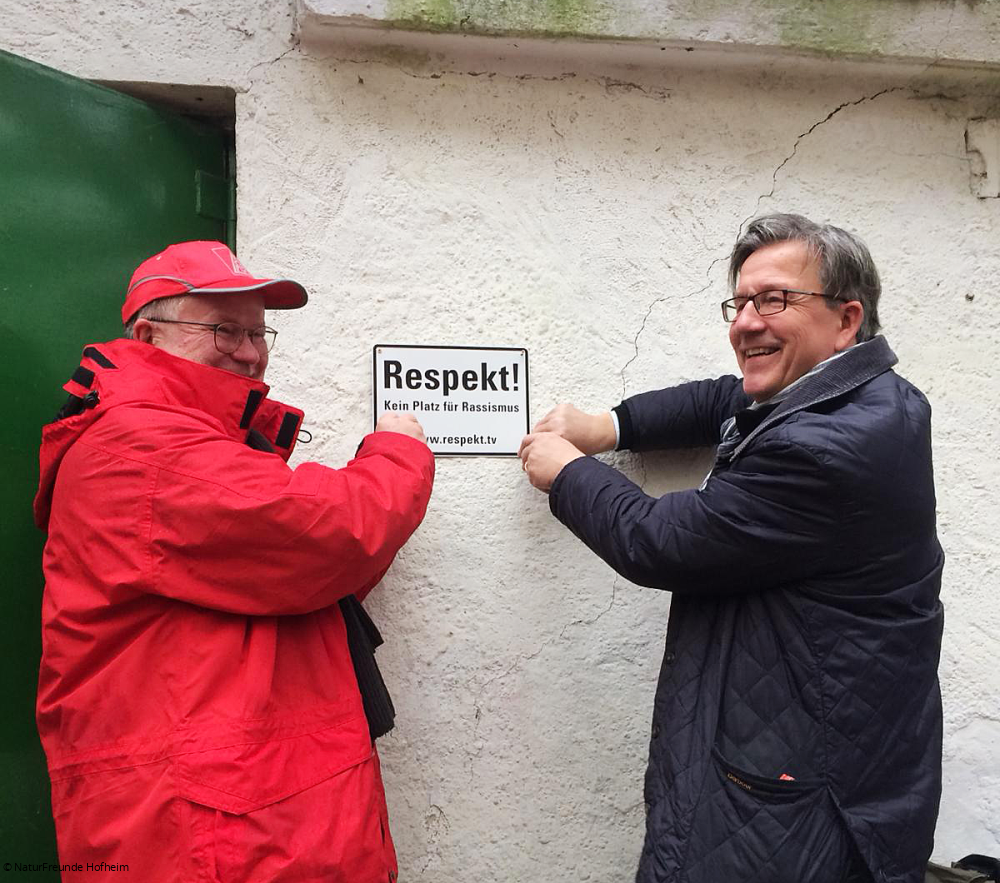 Respekt!
Kein Platz für Rassismus
ww.respekt.tv
© NaturFreunde Hofheim